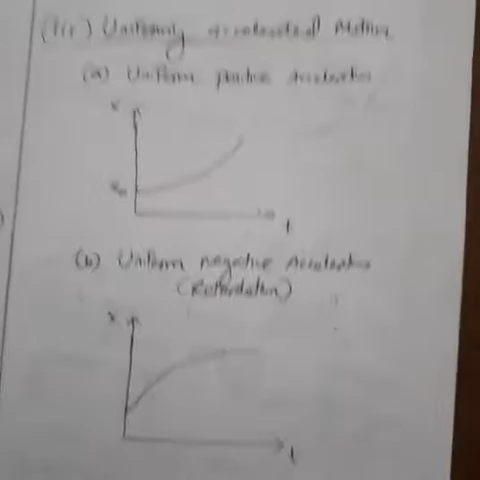 (iii) Uniformly accelerated Motion
(a) Uniform positive Acceleration
x
x₀
t
(b) Uniform negative Acceleration
(Retardation)
x
t